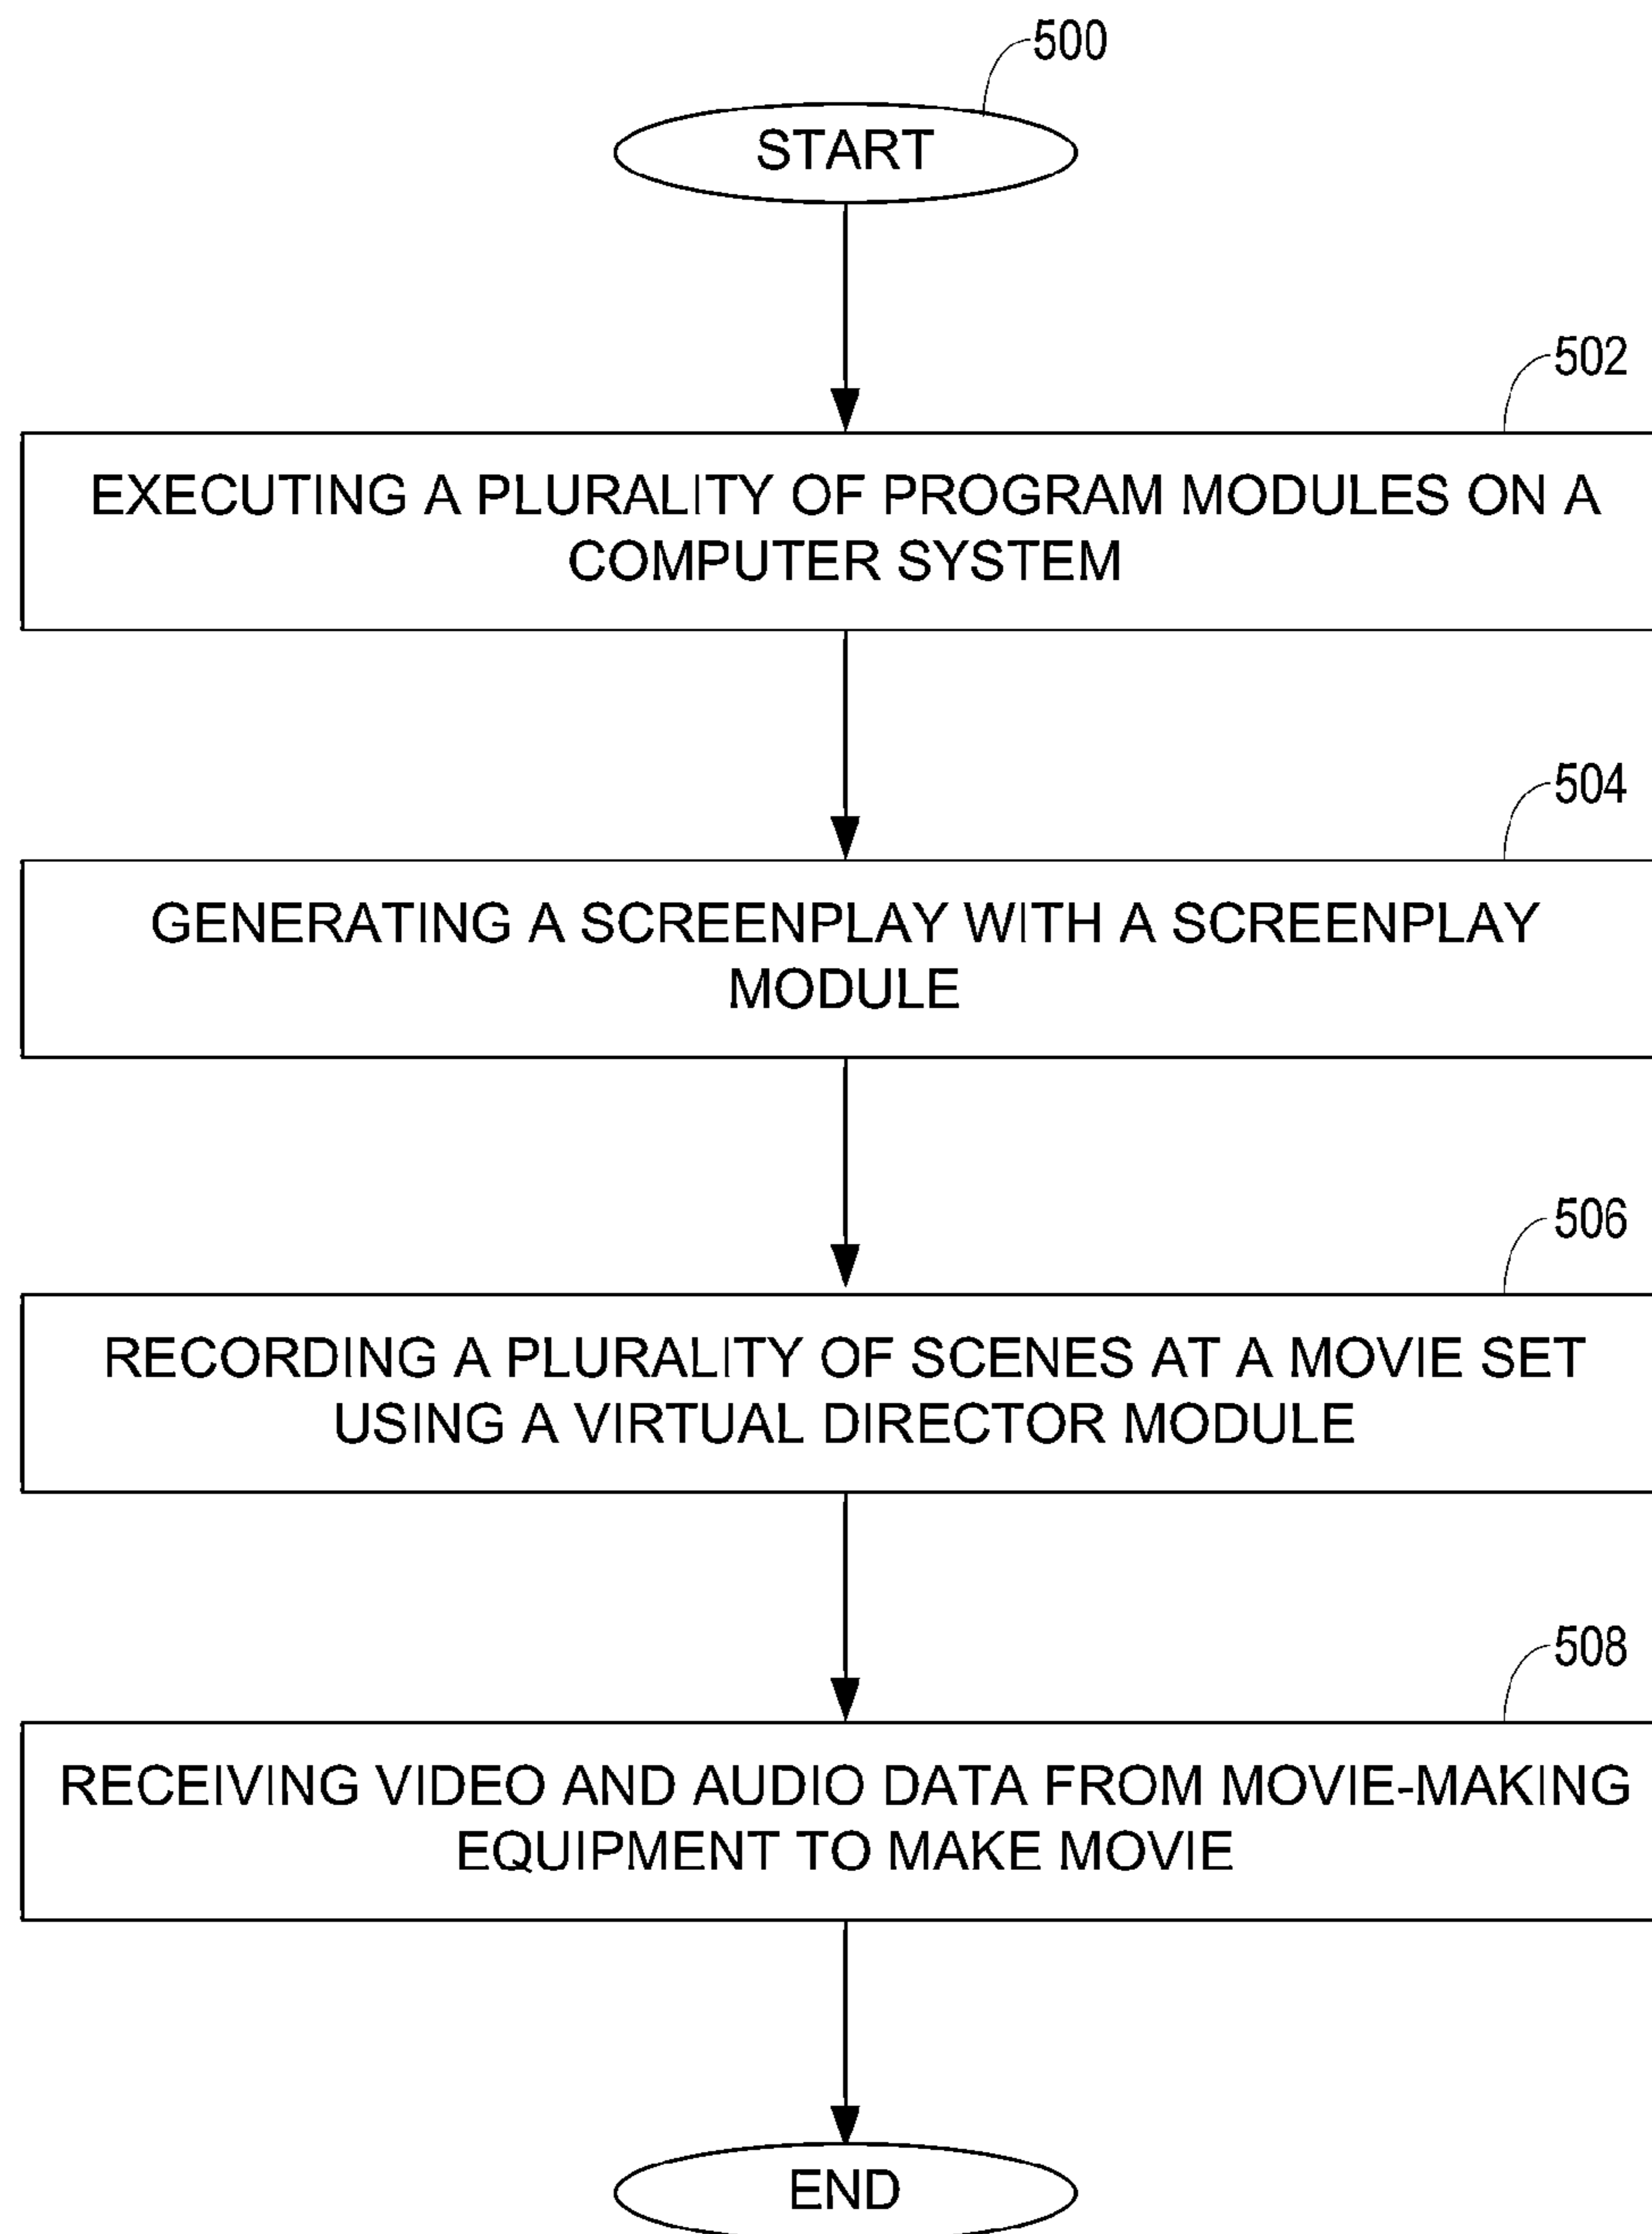 500
START
502
EXECUTING A PLURALITY OF PROGRAM MODULES ON A
COMPUTER SYSTEM
504
GENERATING A SCREENPLAY WITH A SCREENPLAY
MODULE
506
RECORDING A PLURALITY OF SCENES AT A MOVIE SET
USING A VIRTUAL DIRECTOR MODULE
508
RECEIVING VIDEO AND AUDIO DATA FROM MOVIE-MAKING
EQUIPMENT TO MAKE MOVIE
END